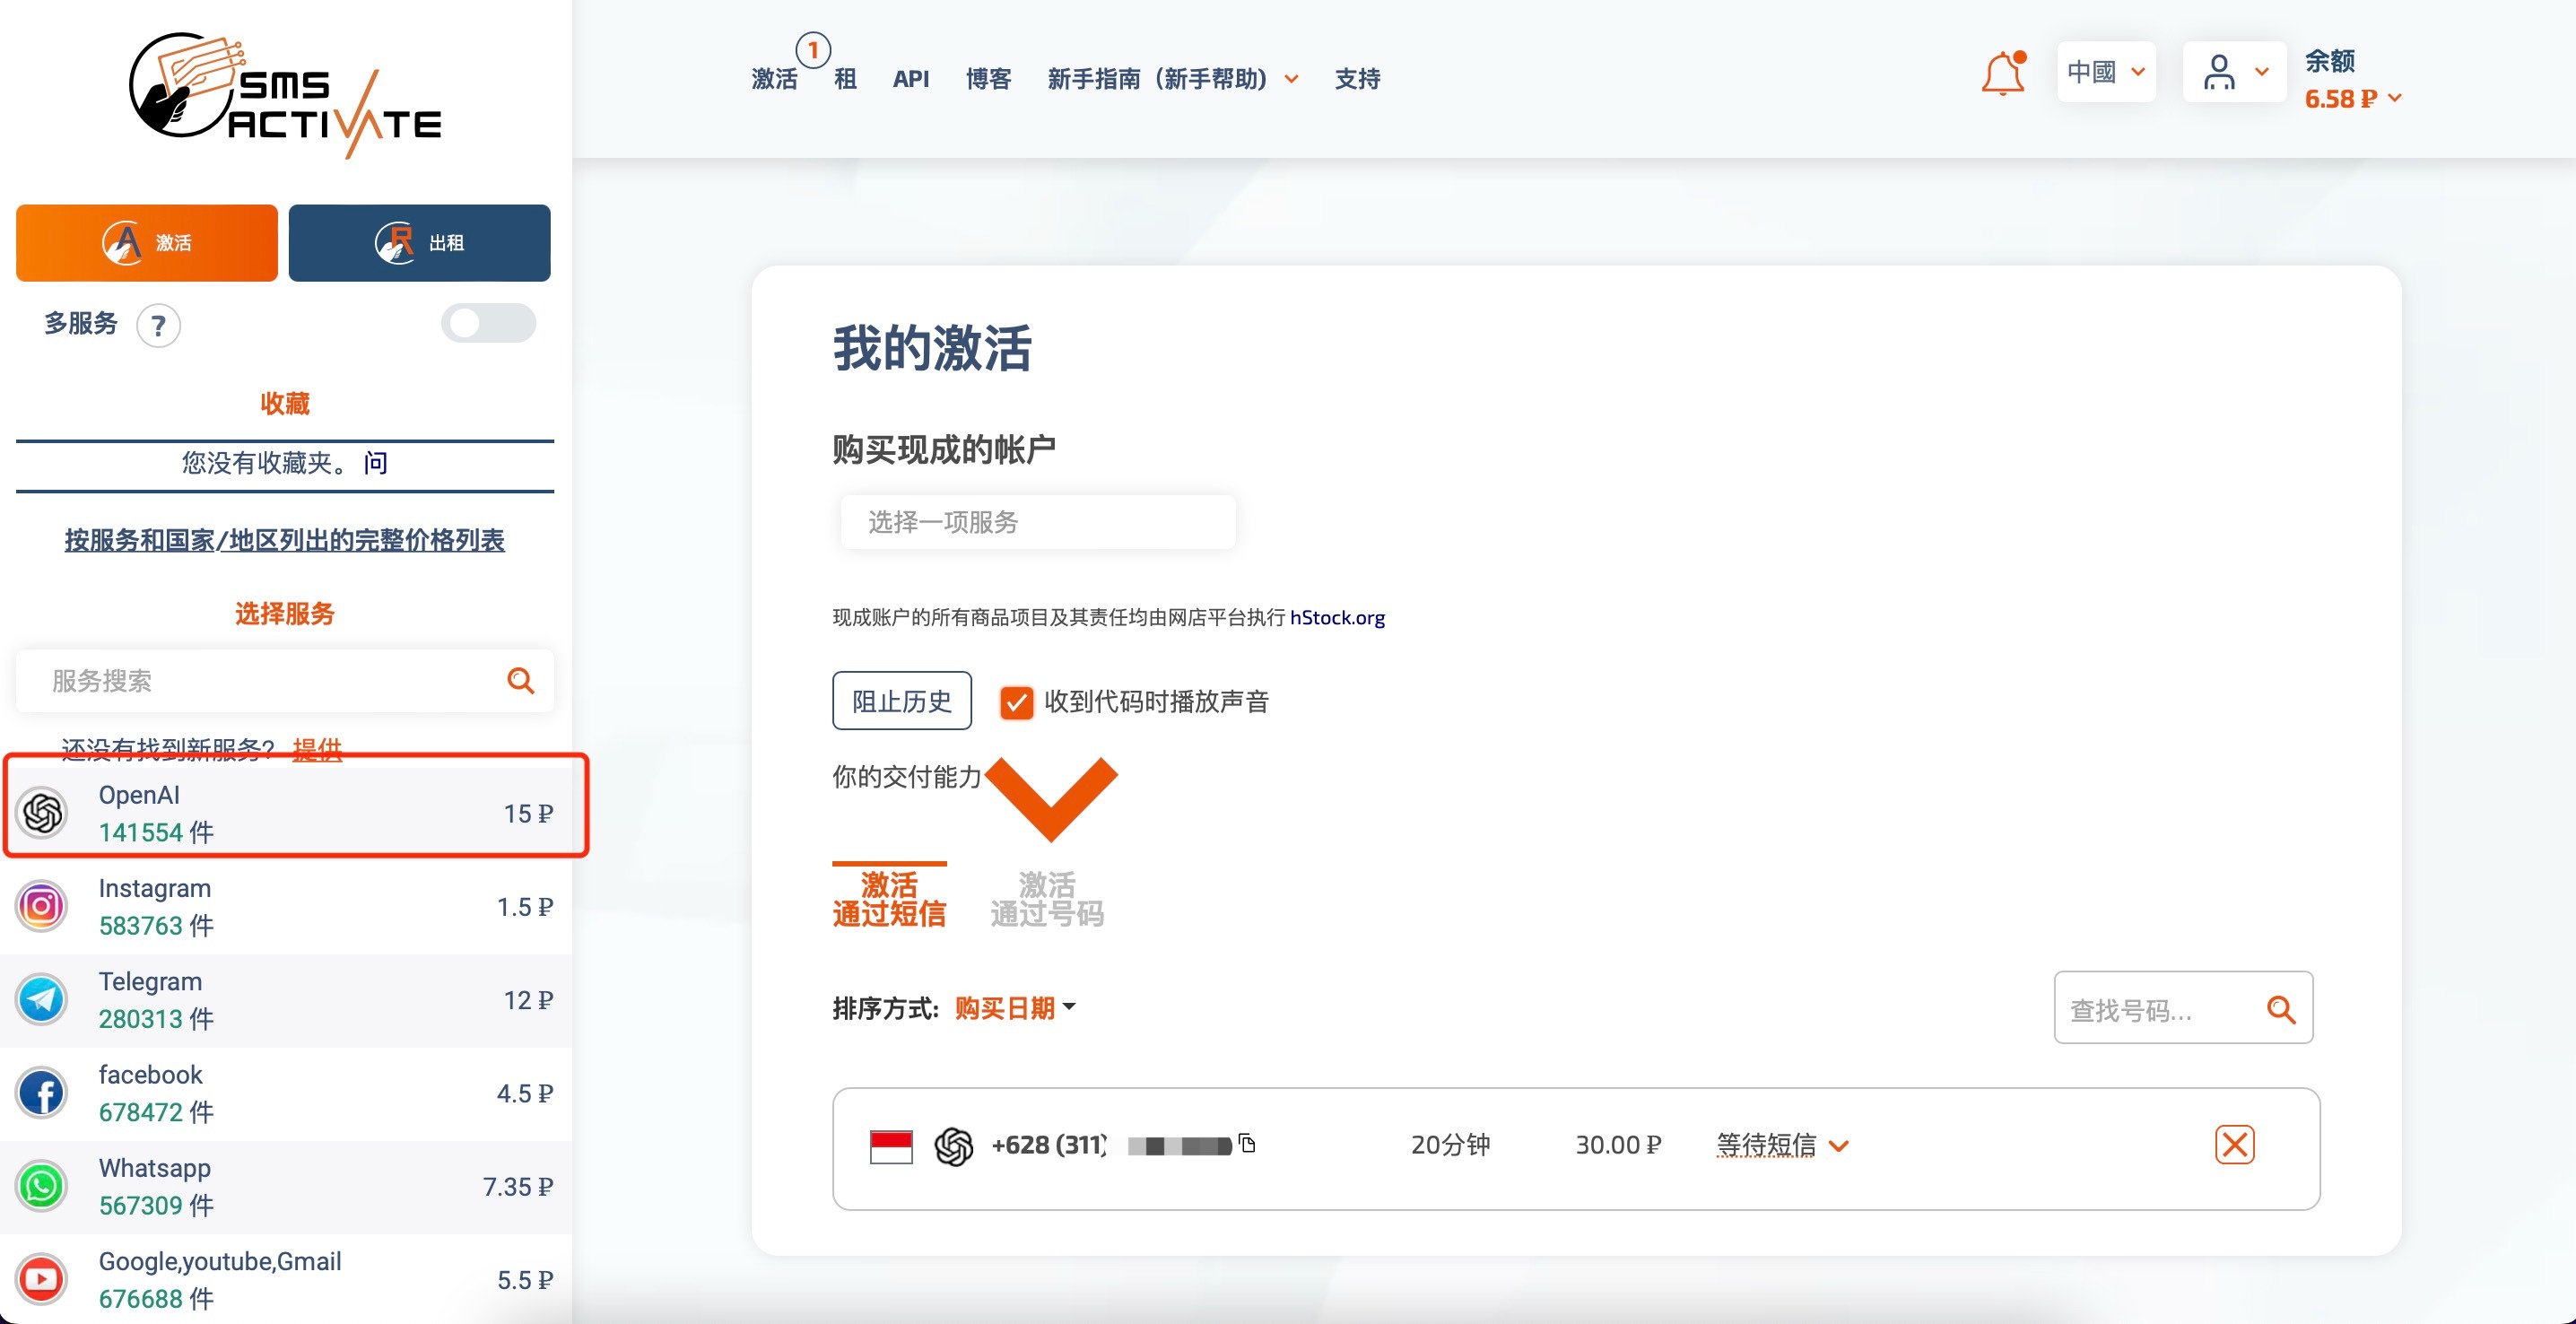 SMS
ACTIVATE
激活
1
租
API
博客
新手指南（新手帮助）
支持
中國
余额
6.58 ₽
激活
出租
多服务
?
收藏
您没有收藏夹。 问
按服务和国家/地区列出的完整价格列表
选择服务
服务搜索
还没有找到新服务? 提供
OpenAI
141554 件
15 ₽
Instagram
583763 件
1.5 ₽
Telegram
280313 件
12 ₽
facebook
678472 件
4.5 ₽
Whatsapp
567309 件
7.35 ₽
Google,youtube,Gmail
676688 件
5.5 ₽
我的激活
购买现成的帐户
选择一项服务
现成账户的所有商品项目及其责任均由网店平台执行 hStock.org
阻止历史
收到代码时播放声音
你的交付能力
激活
通过短信
激活
通过号码
排序方式: 购买日期
查找号码...
+628 (311)
20分钟
30.00 ₽
等待短信